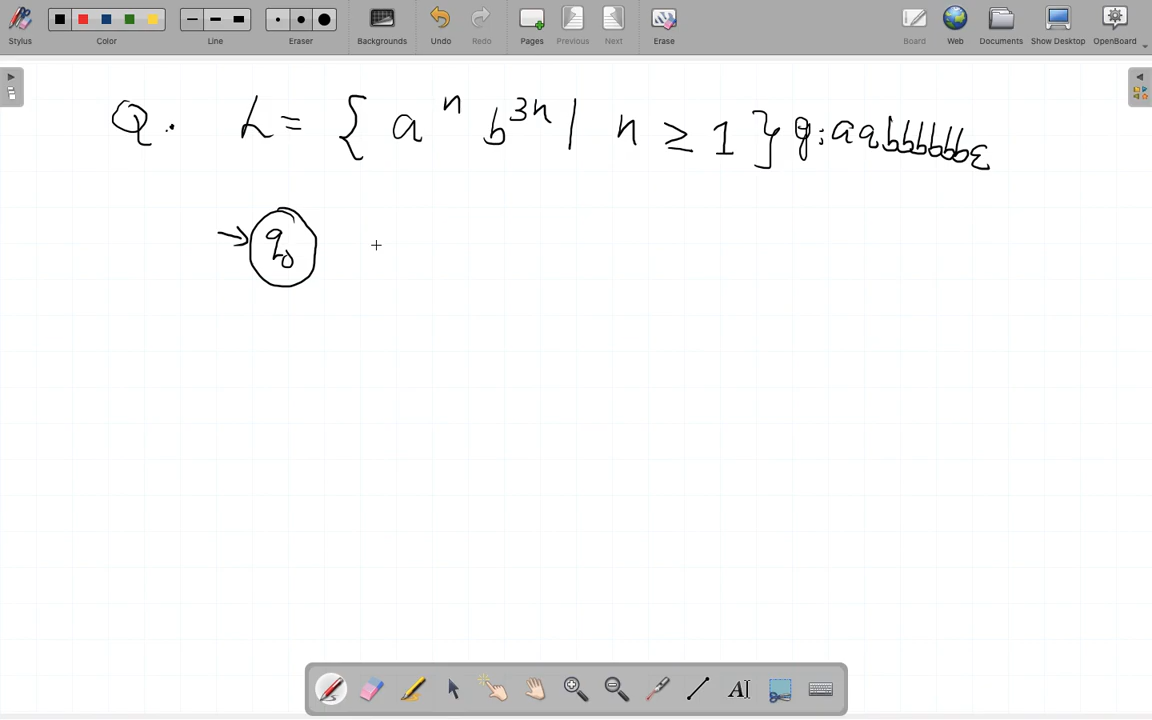 Stylus Color Line Eraser Backgrounds Undo Redo Pages Previous Next Erase Board Web Documents Show Desktop OpenBoard
Q. L = { a^n b^3n | n ≥ 1 } g: aabbbbbbε
→ q0
AI